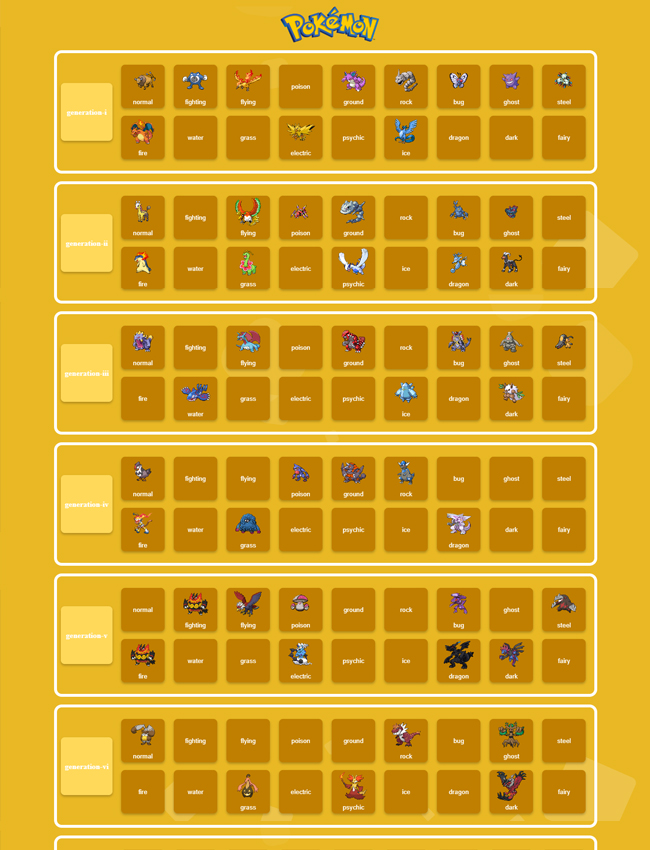 POKéMON
normal fighting flying poison ground rock bug ghost steel
generation-i
fire water grass electric psychic ice dragon dark fairy
normal fighting flying poison ground rock bug ghost steel
generation-ii
fire water grass electric psychic ice dragon dark fairy
normal fighting flying poison ground rock bug ghost steel
generation-iii
fire water grass electric psychic ice dragon dark fairy
normal fighting flying poison ground rock bug ghost steel
generation-iv
fire water grass electric psychic ice dragon dark fairy
normal fighting flying poison ground rock bug ghost steel
generation-v
fire water grass electric psychic ice dragon dark fairy
normal fighting flying poison ground rock bug ghost steel
generation-vi
fire water grass electric psychic ice dragon dark fairy